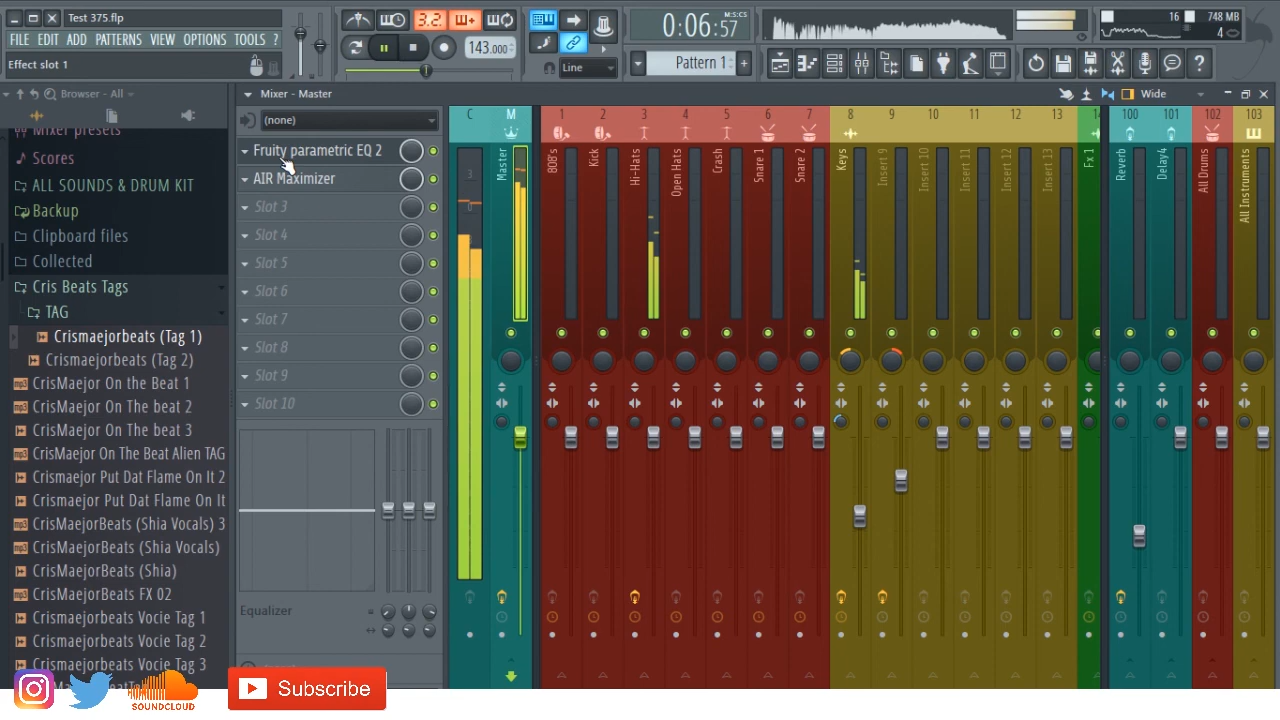 Test 375.flp
FILE EDIT ADD PATTERNS VIEW OPTIONS TOOLS ?
Effect slot 1
3.2.
143.000
Line
0:06:57
M:S:CS
Pattern 1
16
748 MB
4
Browser - All
Mixer presets
Scores
ALL SOUNDS & DRUM KIT
Backup
Clipboard files
Collected
Cris Beats Tags
TAG
Crismaejorbeats (Tag 1)
Crismaejorbeats (Tag 2)
CrisMaejor On the Beat 1
CrisMaejor On The beat 2
CrisMaejor On the beat 3
CrisMaejor On The Beat Alien TAG
Crismaejor Put Dat Flame On It 2
Crismaejor Put Dat Flame On It
CrisMaejorBeats (Shia Vocals) 3
CrisMaejorBeats (Shia Vocals)
CrisMaejorBeats (Shia)
CrisMaejorBeats FX 02
Crismaejorbeats Vocie Tag 1
Crismaejorbeats Vocie Tag 2
Crismaejorbeats Vocie Tag 3
Mixer - Master
Wide
(none)
Fruity parametric EQ 2
AIR Maximizer
Slot 3
Slot 4
Slot 5
Slot 6
Slot 7
Slot 8
Slot 9
Slot 10
Equalizer
C M 1 2 3 4 5 6 7 8 9 10 11 12 13 14 100 101 102 103
Master
808's
Kick
Hi-Hats
Open Hats
Crash
Snare 1
Snare 2
Keys
Insert 9
Insert 10
Insert 11
Insert 12
Insert 13
Fx 1
Reverb
Delay4
All Drums
All Instruments
SOUNDCLOUD
Subscribe